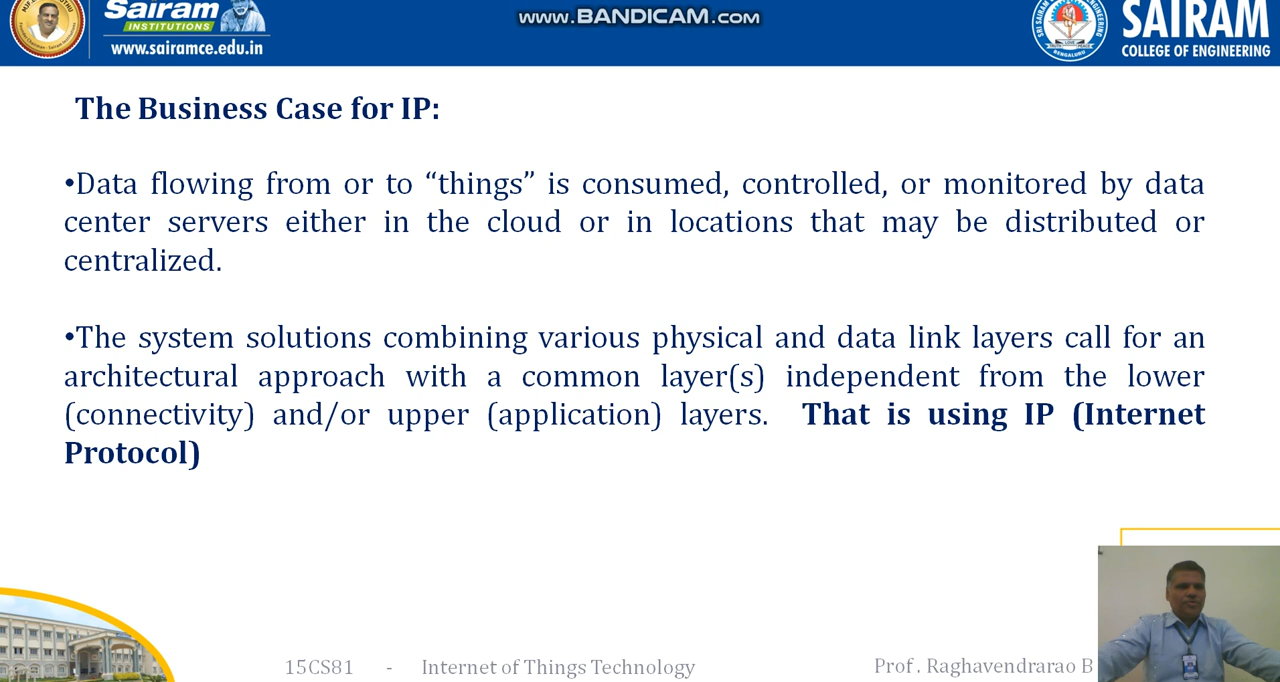 Sairam
INSTITUTIONS
www.sairamce.edu.in
www.BANDICAM.com
SAIRAM
COLLEGE OF ENGINEERING
BENGALURU
The Business Case for IP:
•Data flowing from or to “things” is consumed, controlled, or monitored by data
center servers either in the cloud or in locations that may be distributed or
centralized.
•The system solutions combining various physical and data link layers call for an
architectural approach with a common layer(s) independent from the lower
(connectivity) and/or upper (application) layers. That is using IP (Internet
Protocol)
15CS81 - Internet of Things Technology
Prof. Raghavendrarao B